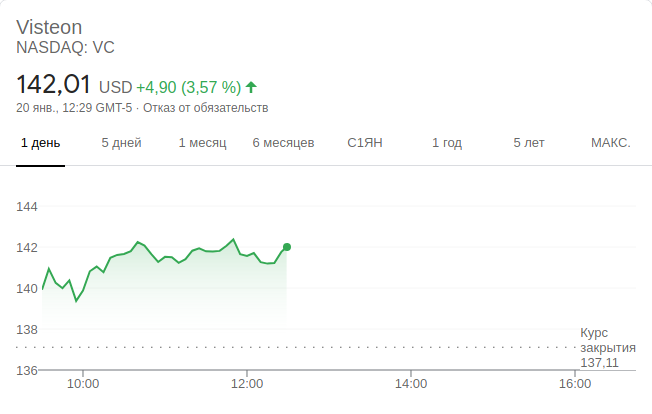 Visteon
NASDAQ: VC
142,01 USD +4,90 (3,57 %)
20 янв., 12:29 GMT-5 · Отказ от обязательств
1 день 5 дней 1 месяц 6 месяцев С1ЯН 1 год 5 лет МАКС.
144
142
140
138
136
Курс
закрытия
137,11
10:00 12:00 14:00 16:00